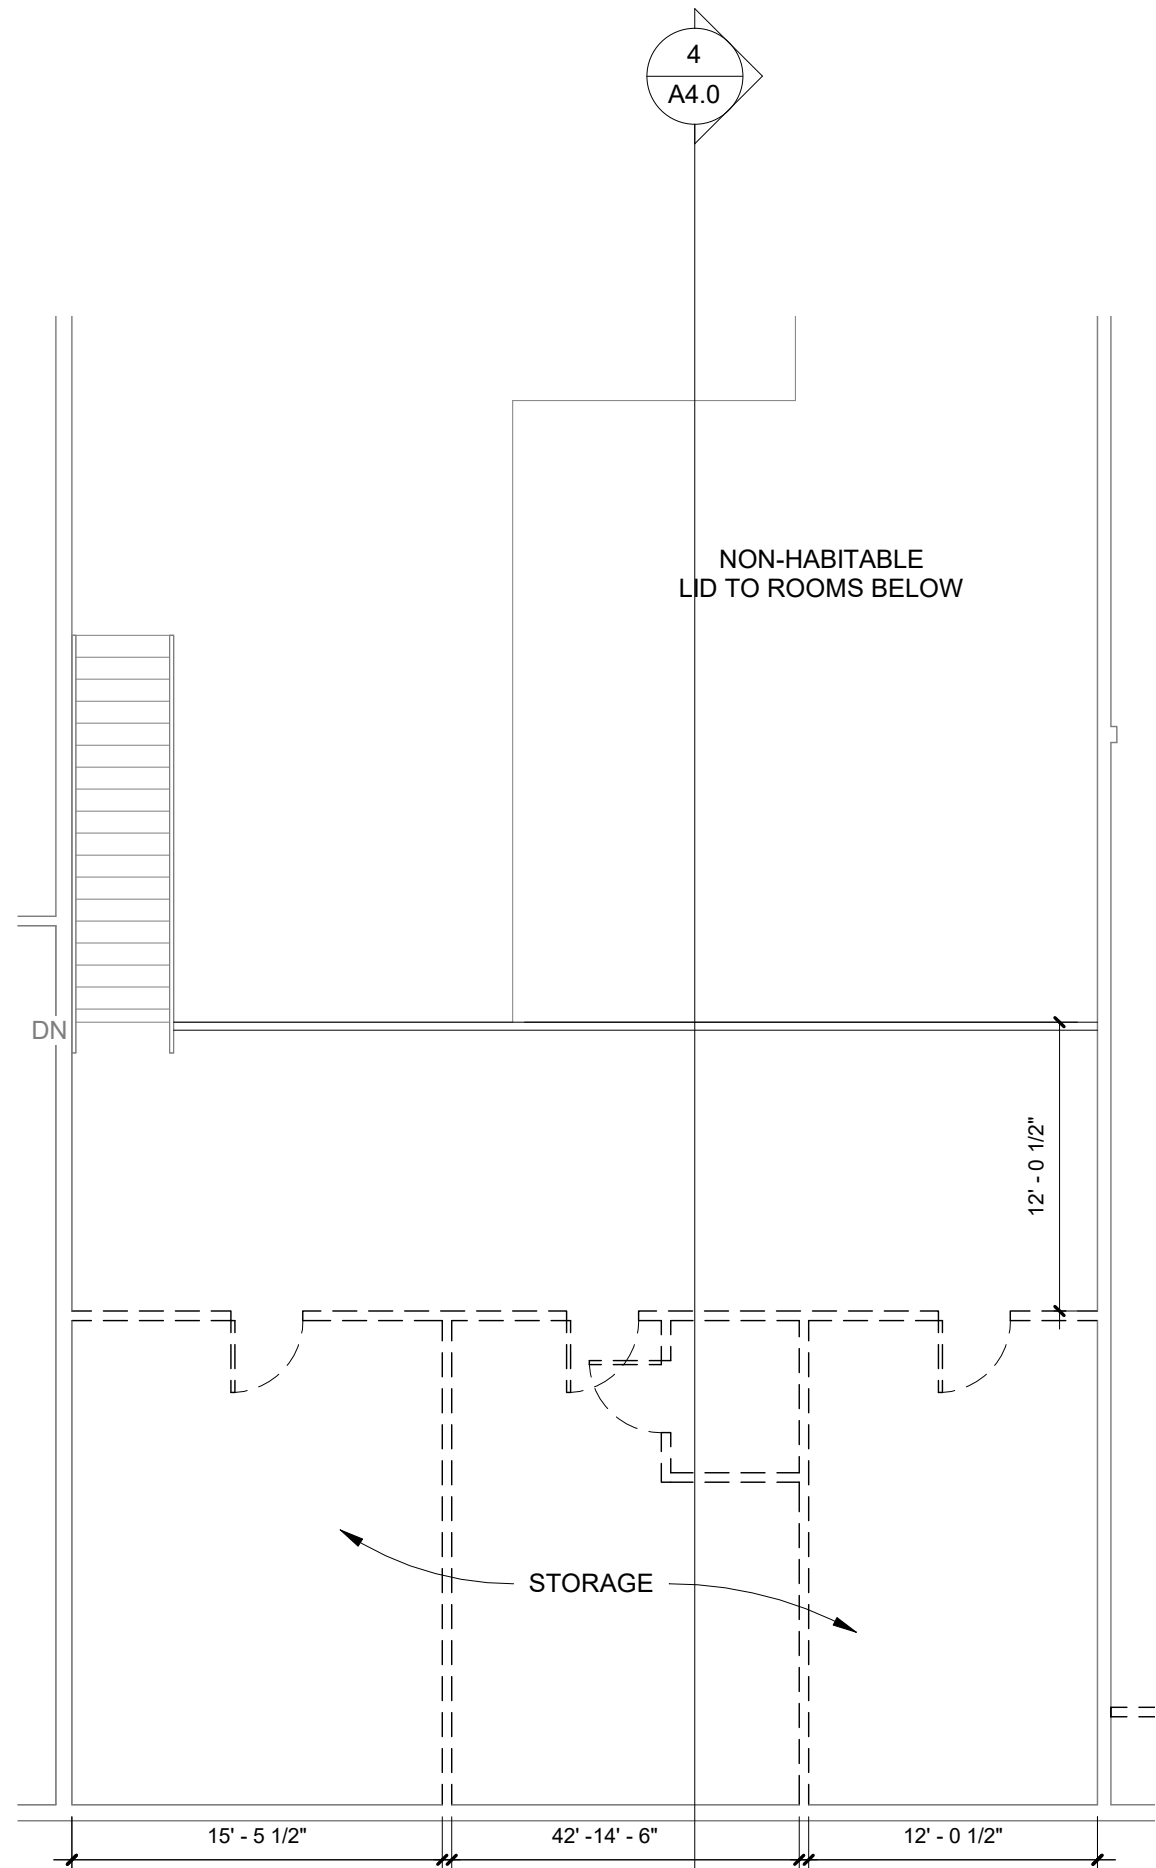 4
A4.0
NON-HABITABLE
LID TO ROOMS BELOW
DN
12' - 0 1/2"
STORAGE
15' - 5 1/2"
42' -14' - 6"
12' - 0 1/2"